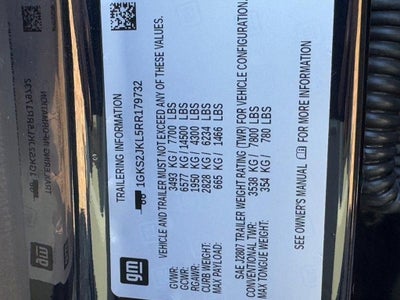 gm
TRAILERING INFORMATION
1GKS2JKL5RR179732
VEHICLE AND TRAILER MUST NOT EXCEED ANY OF THESE VALUES.
GVWR: 3493 KG / 7700 LBS
GCWR: 6577 KG / 14500 LBS
RGAWR: 1950 KG / 4300 LBS
CURB WEIGHT: 2828 KG / 6234 LBS
MAX PAYLOAD: 665 KG / 1466 LBS
SAE J2807 TRAILER WEIGHT RATING (TWR) FOR VEHICLE CONFIGURATION.
CONVENTIONAL TWR: 3538 KG / 7800 LBS
MAX TONGUE WEIGHT: 354 KG / 780 LBS
SEE OWNER'S MANUAL FOR MORE INFORMATION